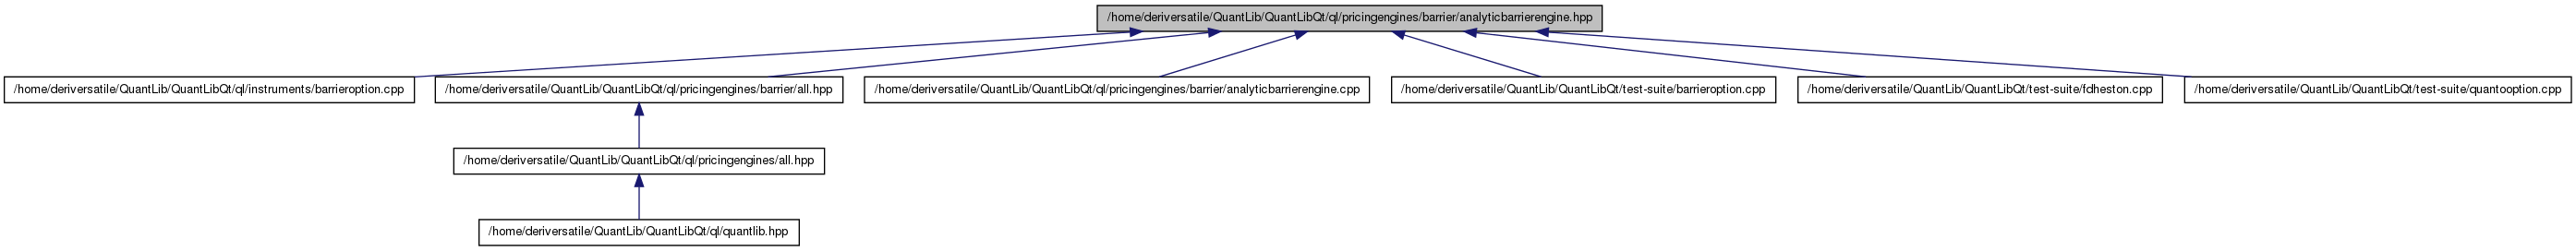 /home/deriversatile/QuantLib/QuantLibQt/ql/pricingengines/barrier/analyticbarrierengine.hpp
/home/deriversatile/QuantLib/QuantLibQt/ql/instruments/barrieroption.cpp
/home/deriversatile/QuantLib/QuantLibQt/ql/pricingengines/barrier/all.hpp
/home/deriversatile/QuantLib/QuantLibQt/ql/pricingengines/barrier/analyticbarrierengine.cpp
/home/deriversatile/QuantLib/QuantLibQt/test-suite/barrieroption.cpp
/home/deriversatile/QuantLib/QuantLibQt/test-suite/fdheston.cpp
/home/deriversatile/QuantLib/QuantLibQt/test-suite/quantooption.cpp
/home/deriversatile/QuantLib/QuantLibQt/ql/pricingengines/all.hpp
/home/deriversatile/QuantLib/QuantLibQt/ql/quantlib.hpp